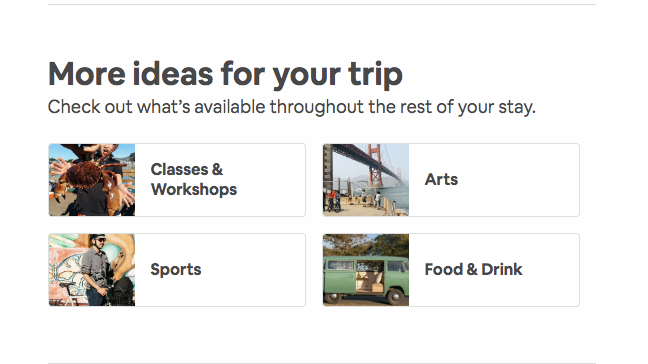 More ideas for your trip
Check out what’s available throughout the rest of your stay.
Classes &
Workshops
Arts
Sports
Food & Drink